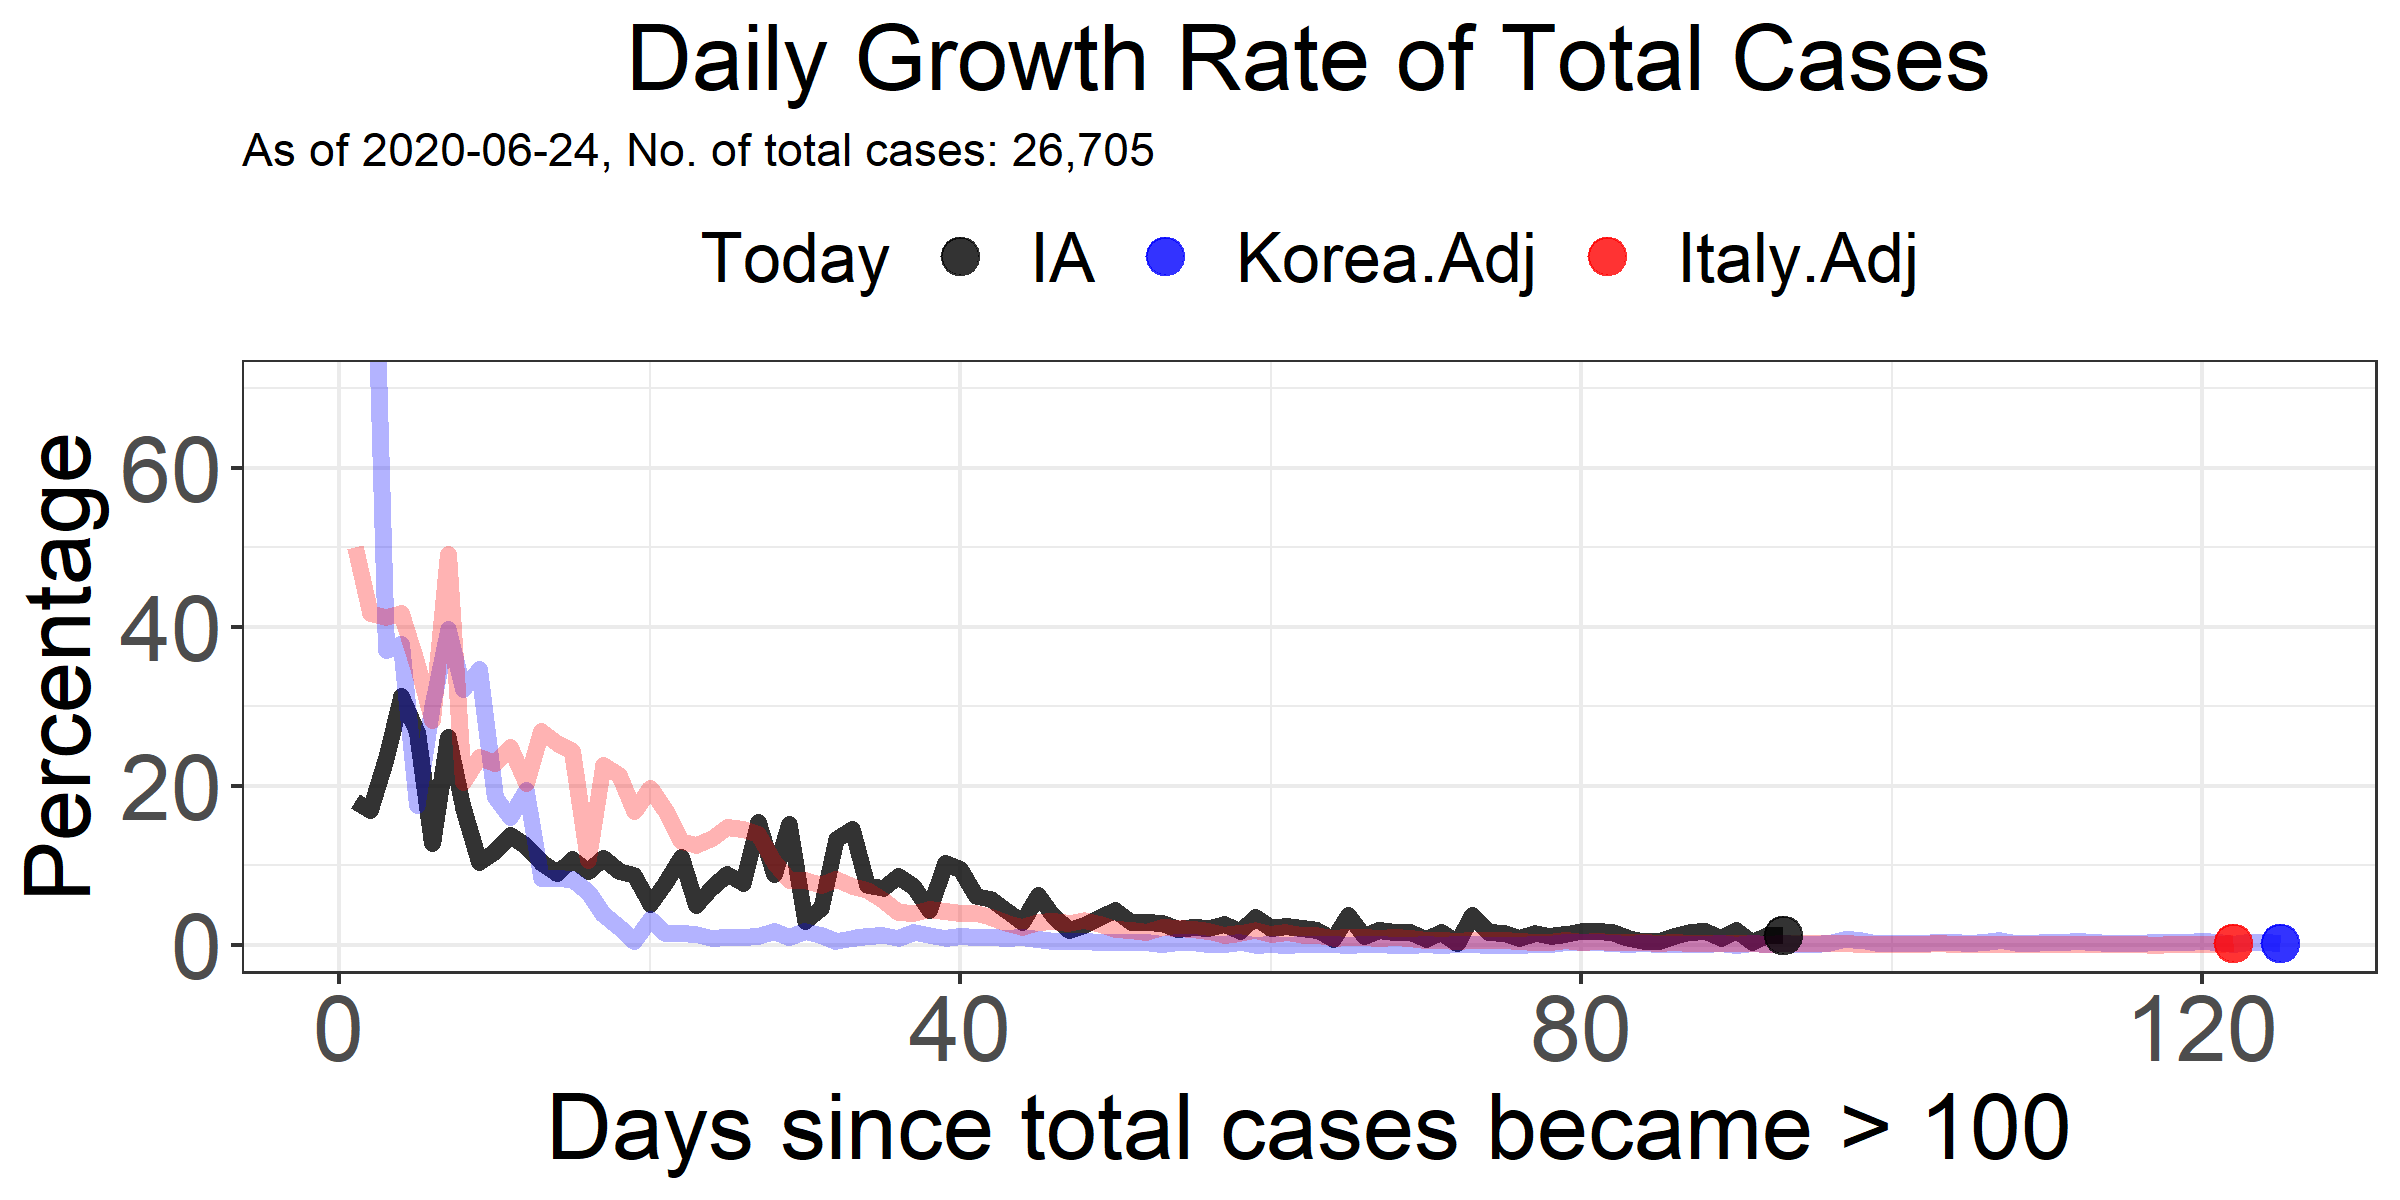 Daily Growth Rate of Total Cases
As of 2020-06-24, No. of total cases: 26,705
Today IA Korea.Adj Italy.Adj
Percentage
60
40
20
0
0 40 80 120
Days since total cases became > 100